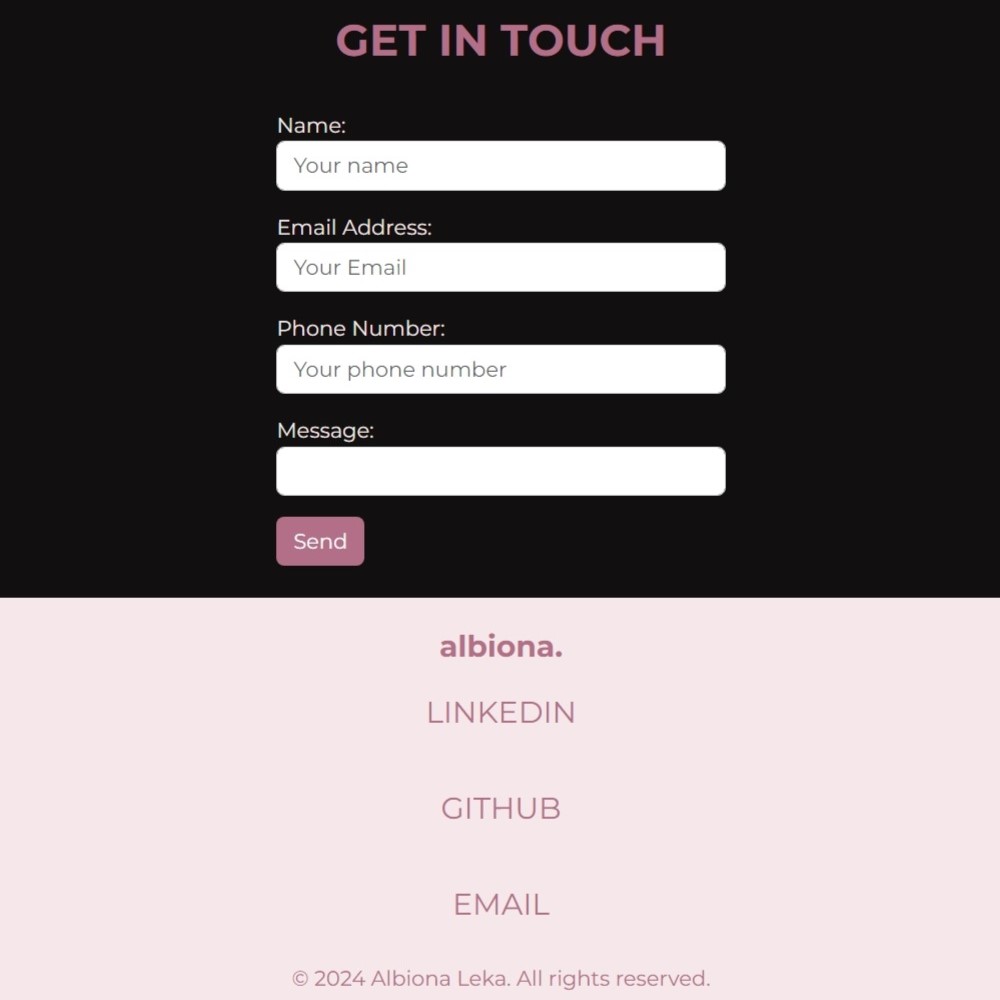 GET IN TOUCH
Name:
Your name
Email Address:
Your Email
Phone Number:
Your phone number
Message:
Send
albiona.
LINKEDIN
GITHUB
EMAIL
© 2024 Albiona Leka. All rights reserved.